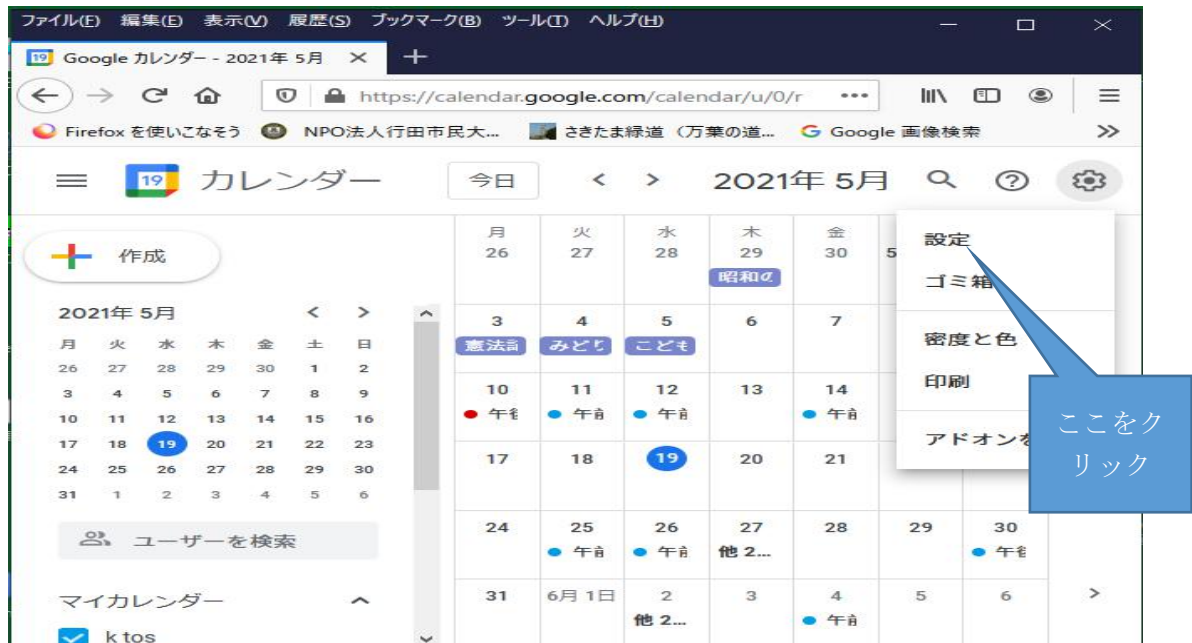 ファイル(F) 編集(E) 表示(V) 履歴(S) ブックマーク(B) ツール(T) ヘルプ(H)
19 Google カレンダー - 2021年 5月
https://calendar.google.com/calendar/u/0/r
Firefox を使いこなそう NPO法人行田市民大... さきたま緑道（万葉の道... Google 画像検索
19 カレンダー 今日 < > 2021年 5月
作成
2021年 5月 < >
月 火 水 木 金 土 日
26 27 28 29 30 1 2
3 4 5 6 7 8 9
10 11 12 13 14 15 16
17 18 19 20 21 22 23
24 25 26 27 28 29 30
31 1 2 3 4 5 6
ユーザーを検索
マイカレンダー
k tos
月 火 水 木 金
26 27 28 29 30 5
昭和の
3 4 5 6 7
憲法記 みどり こども
10 11 12 13 14
午後 午前 午前 午前
17 18 19 20 21
24 25 26 27 28 29 30
午前 午前 他 2... 午後
31 6月 1日 2 3 4 5 6
他 2... 午前
設定
ゴミ箱
密度と色
印刷
アドオンを
ここをク
リック